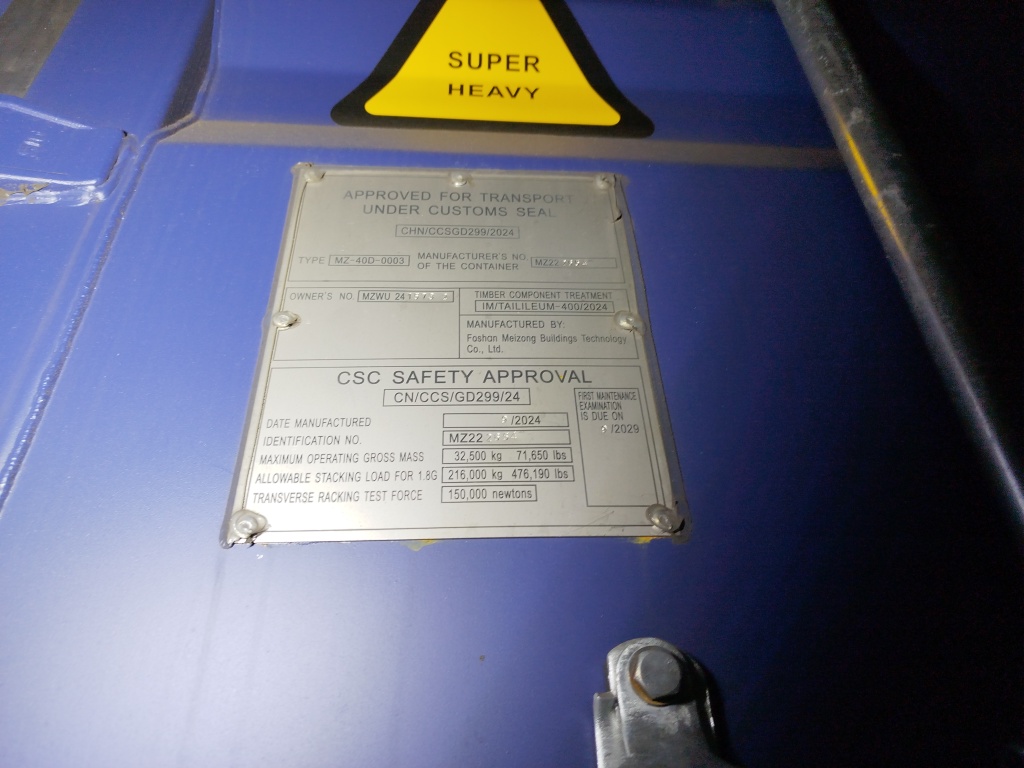 SUPER
HEAVY
APPROVED FOR TRANSPORT
UNDER CUSTOMS SEAL
CHN/CCSGD299/2024
TYPE MZ-40D-0003 MANUFACTURER'S NO.
OF THE CONTAINER MZ22
OWNER'S NO. MZWU 24
TIMBER COMPONENT TREATMENT
IM/TAILILEUM-400/2024
MANUFACTURED BY:
Foshan Meizong Buildings Technology
Co., Ltd.
CSC SAFETY APPROVAL
CN/CCS/GD299/24
DATE MANUFACTURED /2024
IDENTIFICATION NO. MZ22
MAXIMUM OPERATING GROSS MASS 32,500 kg 71,650 lbs
ALLOWABLE STACKING LOAD FOR 1.8G 216,000 kg 476,190 lbs
TRANSVERSE RACKING TEST FORCE 150,000 newtons
FIRST MAINTENANCE
EXAMINATION
IS DUE ON
/2029